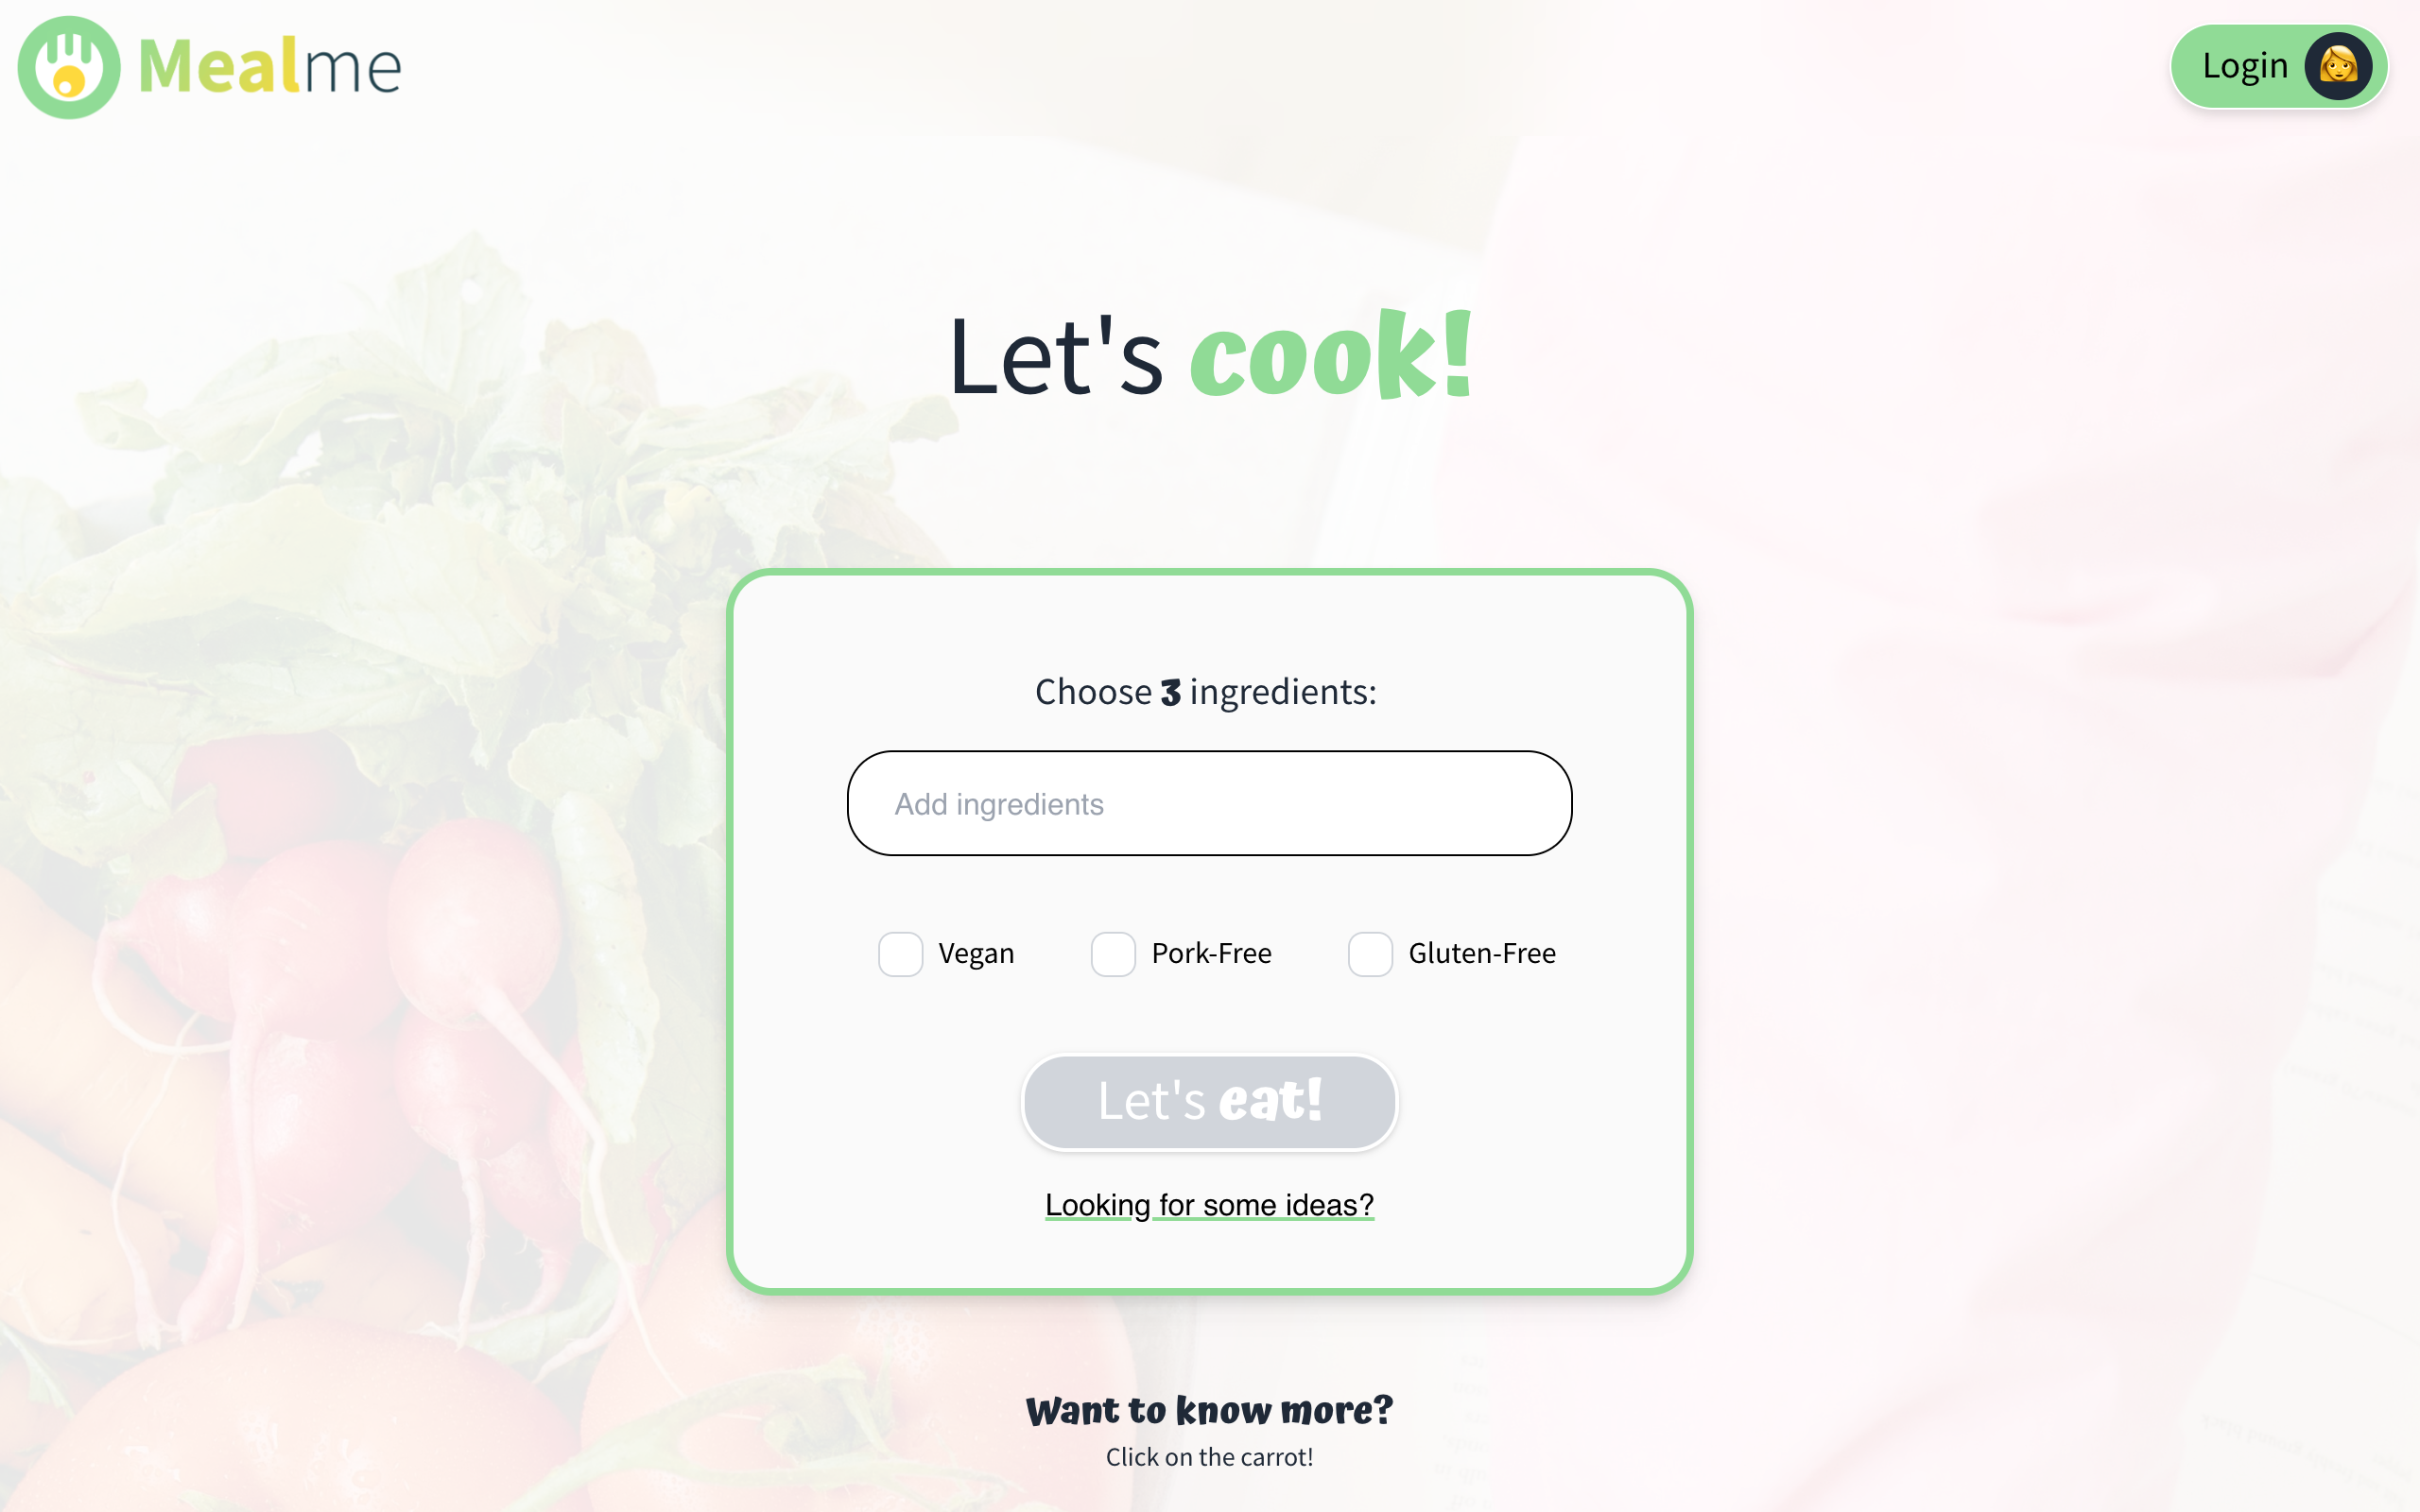 Mealme
Login
Let's cook!
Choose 3 ingredients:
Add ingredients
Vegan
Pork-Free
Gluten-Free
Let's eat!
Looking for some ideas?
Want to know more?
Click on the carrot!